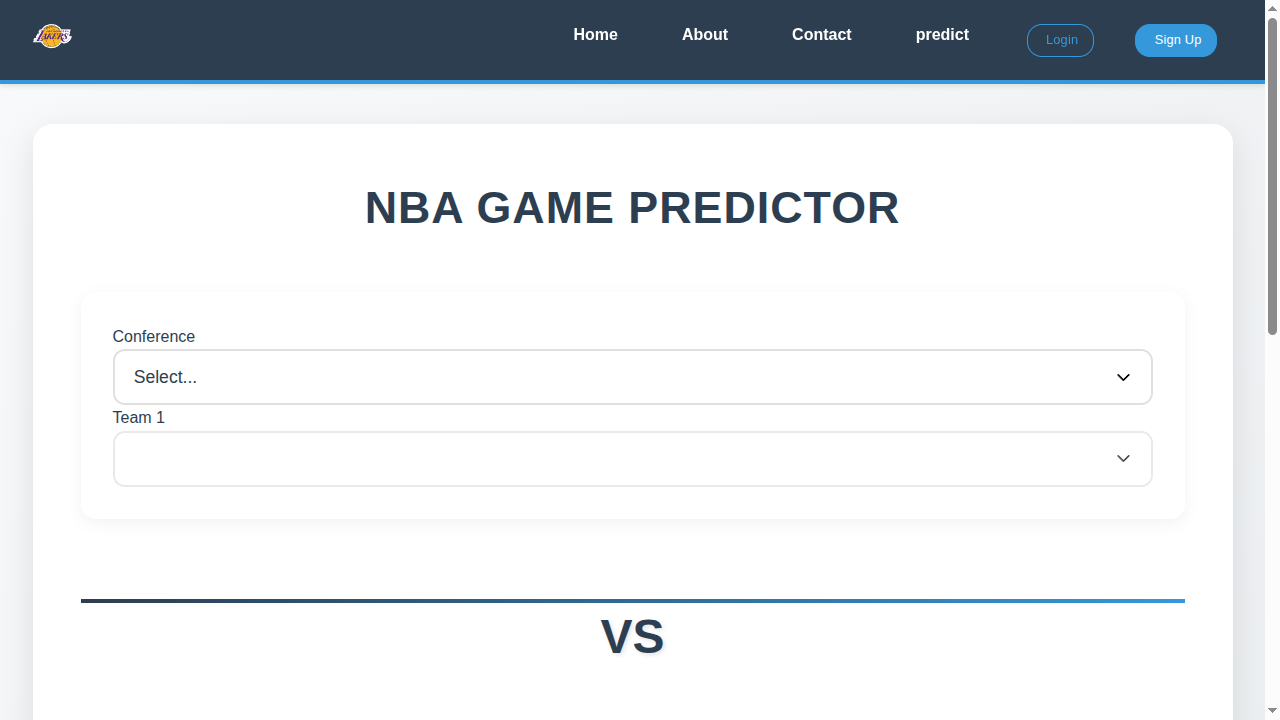 LAKERS
Home
About
Contact
predict
Login
Sign Up
NBA GAME PREDICTOR
Conference
Select...
Team 1
VS